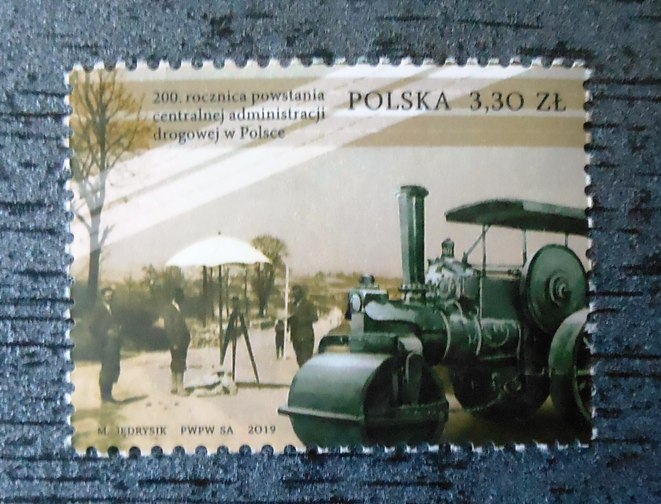 200. rocznica powstania
centralnej administracji
drogowej w Polsce
POLSKA 3,30 ZŁ
M. JĘDRYSIK PWPW SA 2019